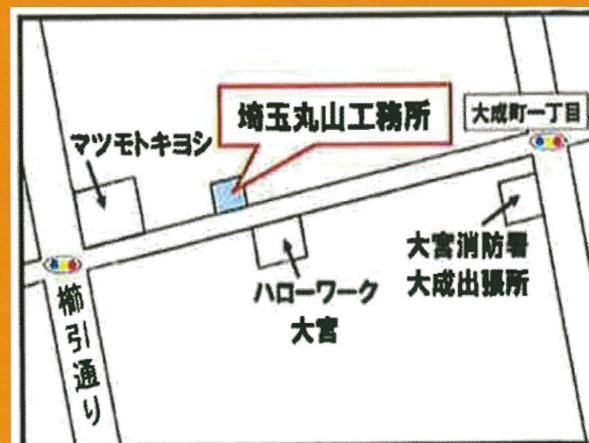 埼玉丸山工務所
大成町一丁目
マツモトキヨシ
大宮消防署
大成出張所
ハローワーク
大宮
櫛引通り